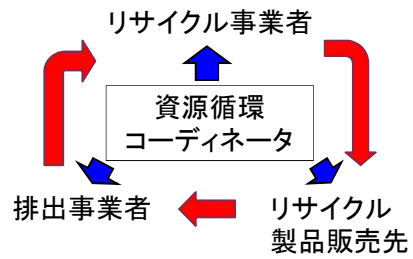 リサイクル事業者
資源循環
コーディネータ
排出事業者
リサイクル
製品販売先